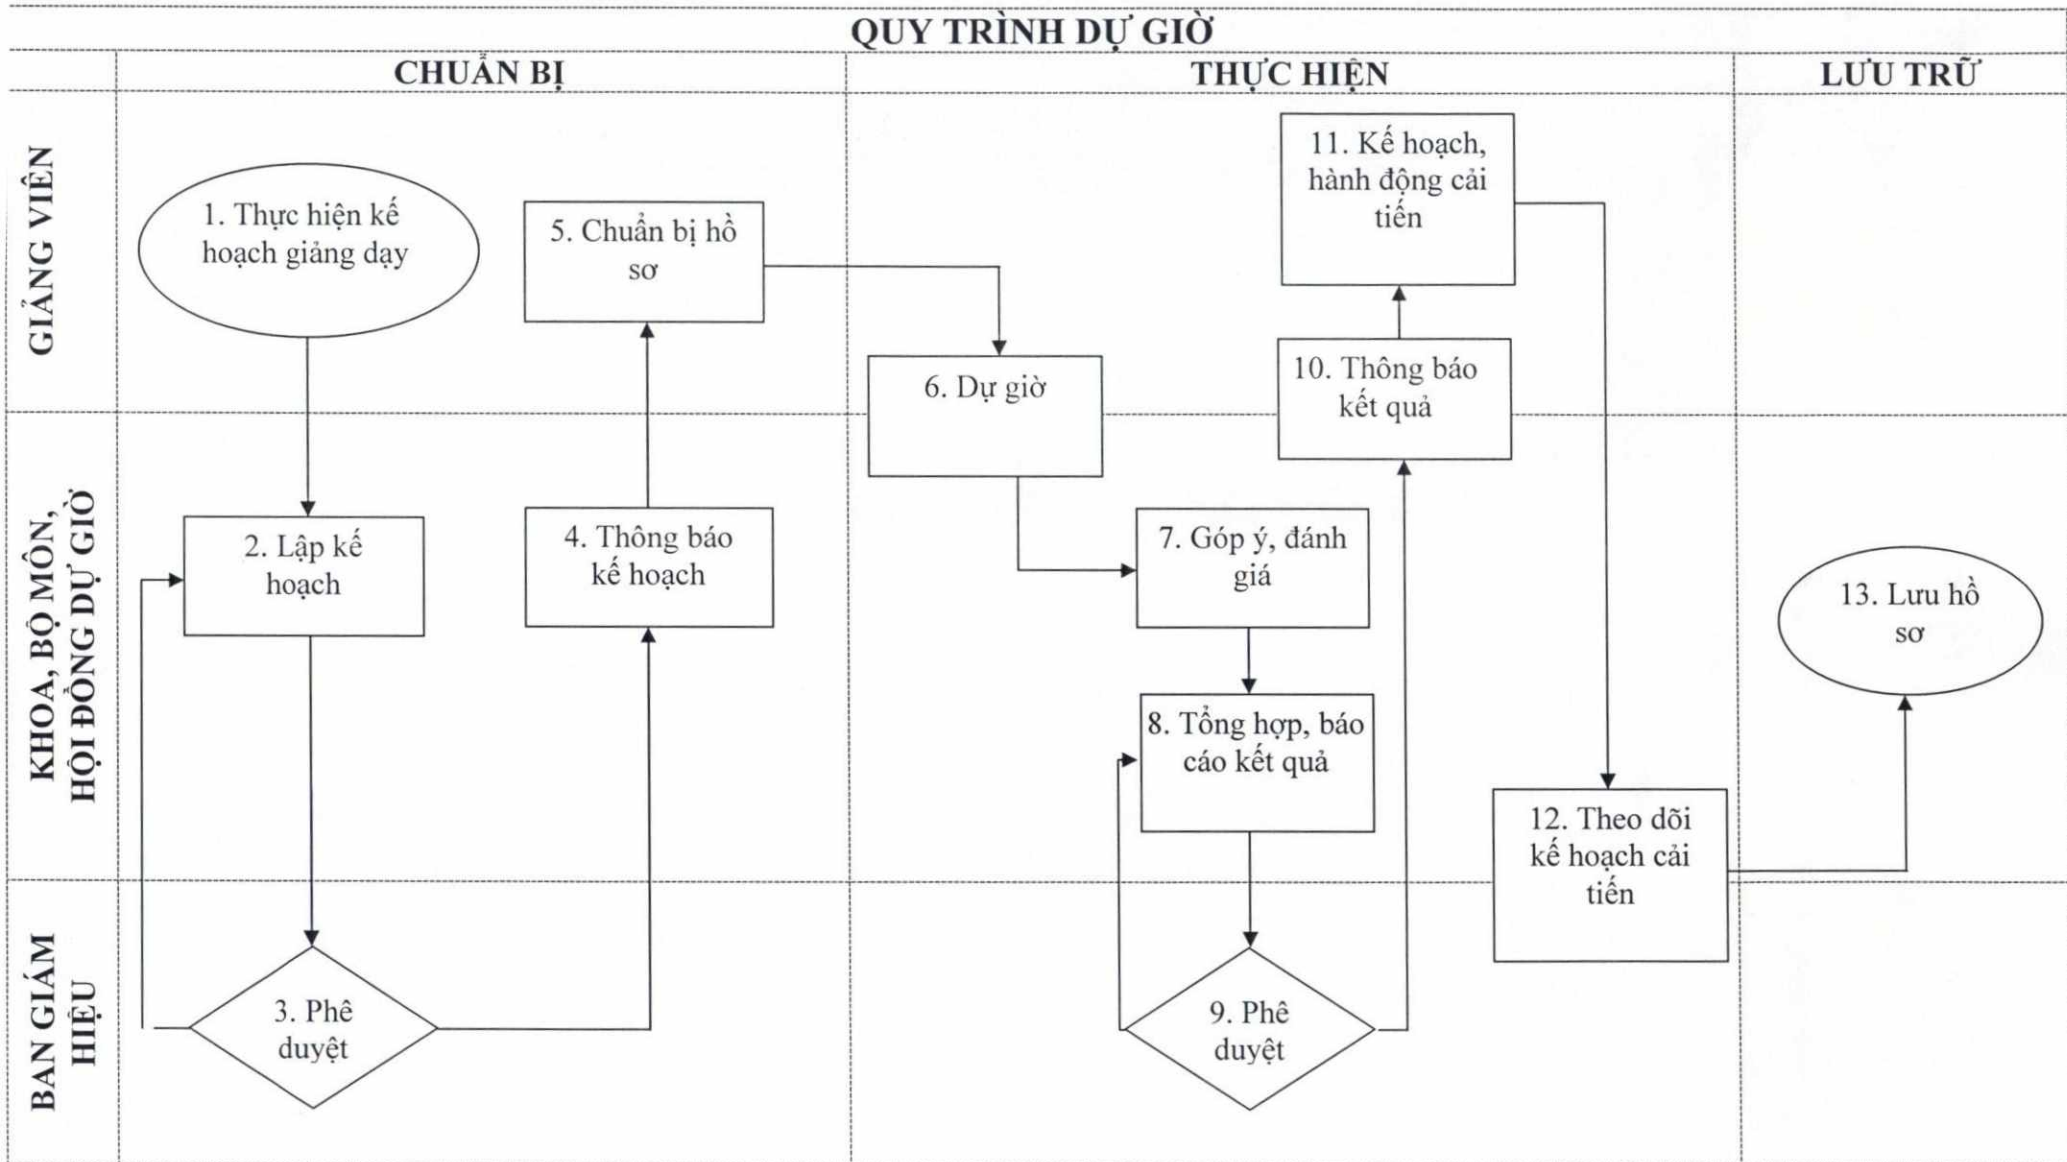 QUY TRÌNH DỰ GIỜ
CHUẨN BỊ
THỰC HIỆN
LƯU TRỮ
GIẢNG VIÊN
1. Thực hiện kế
hoạch giảng dạy
5. Chuẩn bị hồ
sơ
6. Dự giờ
11. Kế hoạch,
hành động cải
tiến
10. Thông báo
kết quả
KHOA, BỘ MÔN,
HỘI ĐỒNG DỰ GIỜ
2. Lập kế
hoạch
4. Thông báo
kế hoạch
7. Góp ý, đánh
giá
8. Tổng hợp, báo
cáo kết quả
12. Theo dõi
kế hoạch cải
tiến
13. Lưu hồ
sơ
BAN GIÁM
HIỆU
3. Phê
duyệt
9. Phê
duyệt